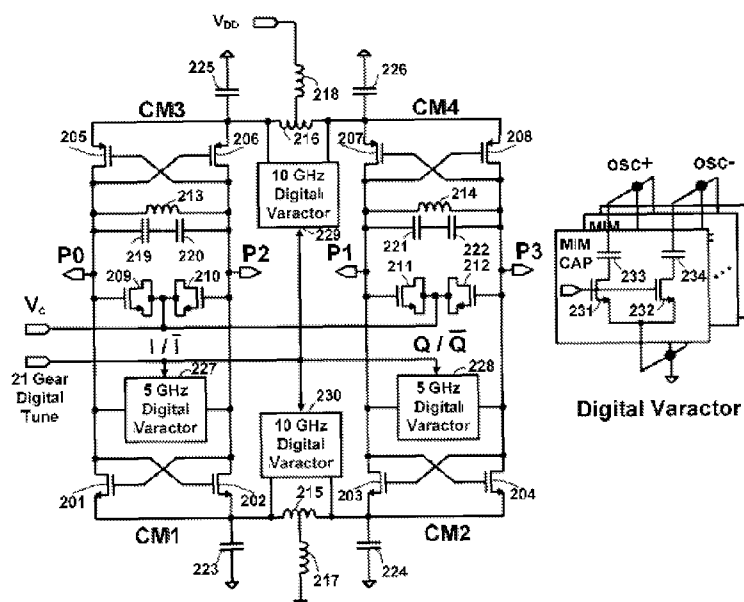 VDD
225
218
226
CM3
CM4
205
206
216
207
208
10 GHz
Digital
Varactor
229
213
214
219
220
221
222
P0
P2
P1
P3
209
210
211
212
Vc
I / I
Q / Q
21 Gear
Digital
Tune
227
5 GHz
Digital
Varactor
230
10 GHz
Digital
Varactor
228
5 GHz
Digital
Varactor
201
202
215
203
204
CM1
CM2
223
217
224
osc+
osc-
MIM
MIM
CAP
233
234
231
232
Digital Varactor